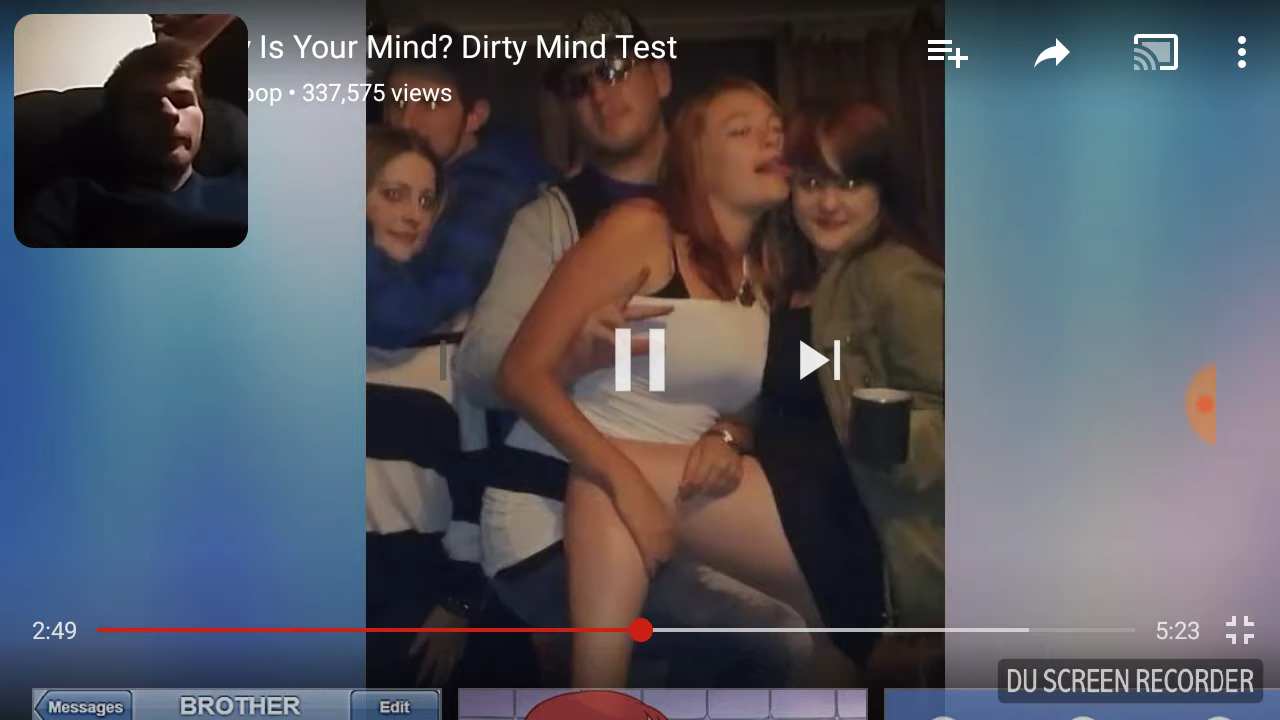 Is Your Mind? Dirty Mind Test
oop • 337,575 views
2:49
5:23
DU SCREEN RECORDER
Messages
BROTHER
Edit